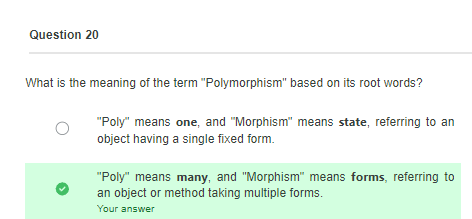 Question 20
What is the meaning of the term "Polymorphism" based on its root words?
"Poly" means one, and "Morphism" means state, referring to an
object having a single fixed form.
"Poly" means many, and "Morphism" means forms, referring to
an object or method taking multiple forms.
Your answer